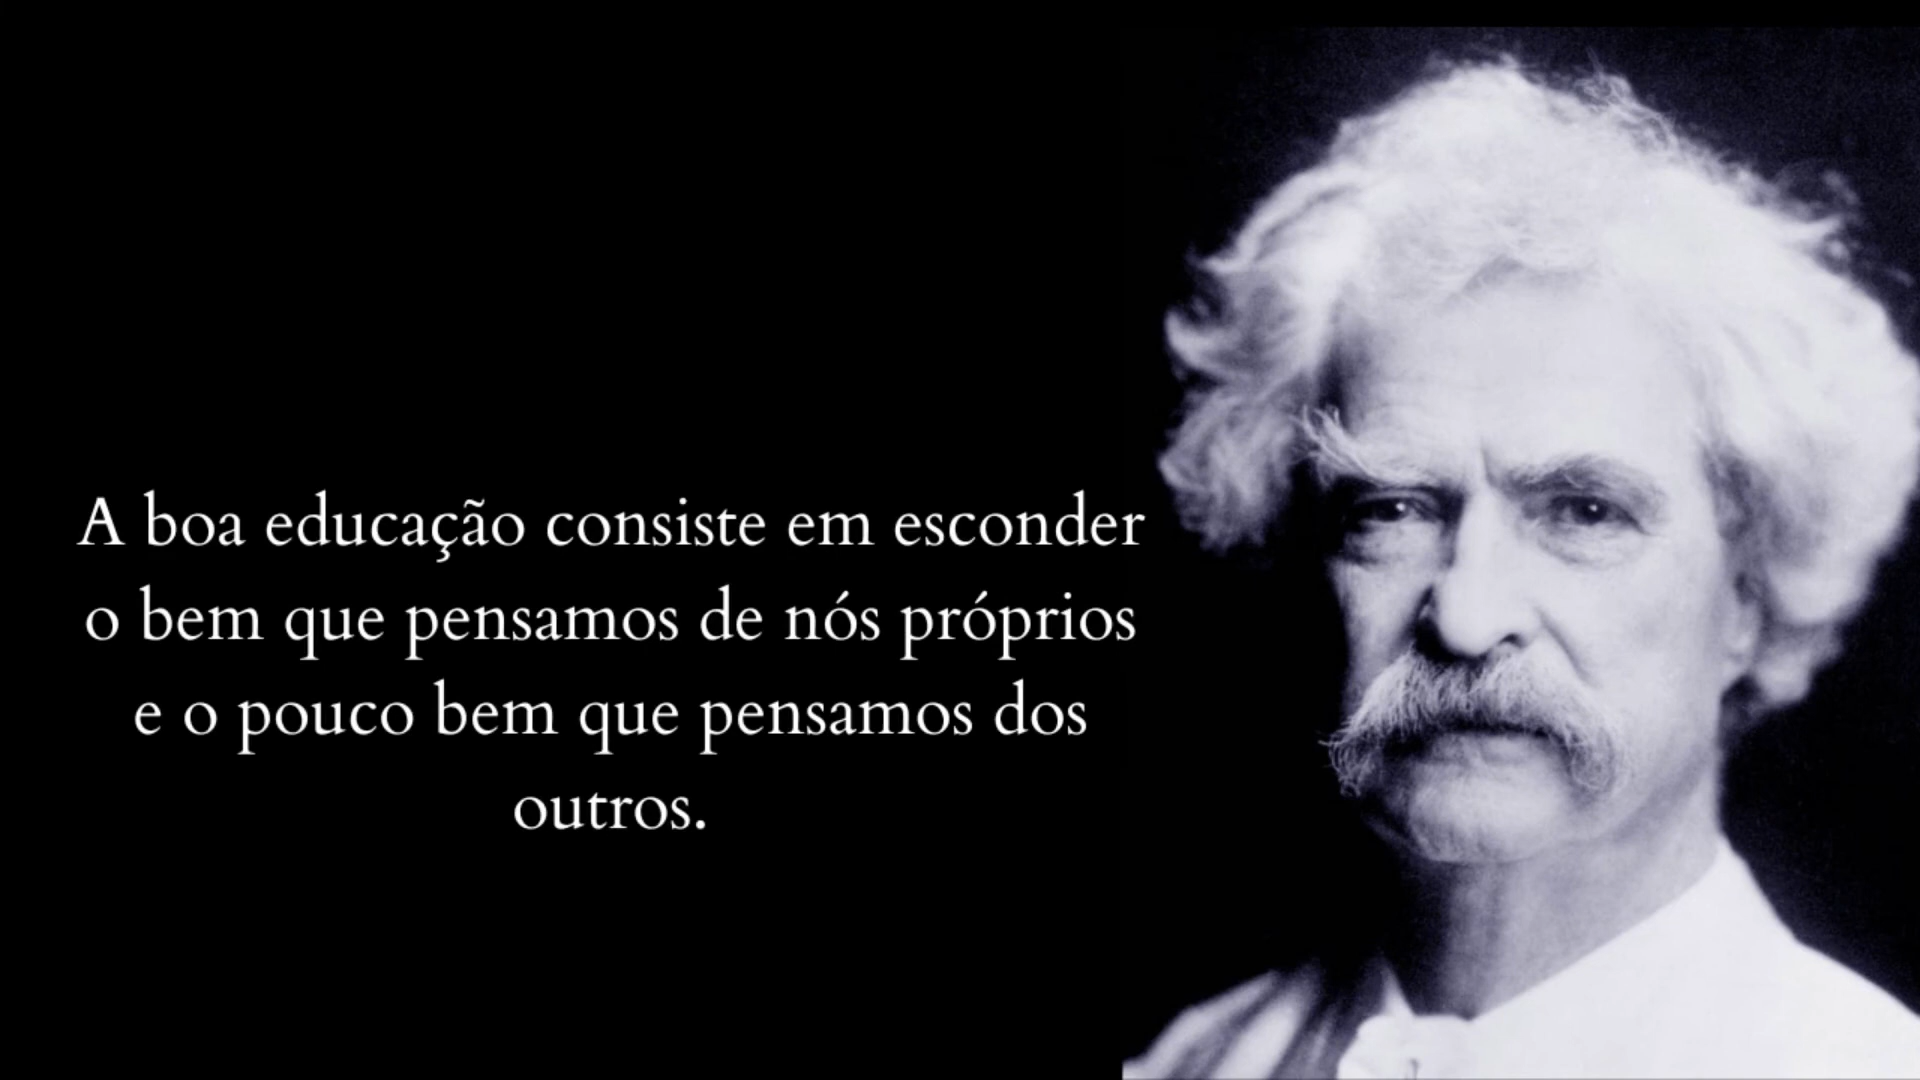 A boa educação consiste em esconder
o bem que pensamos de nós próprios
e o pouco bem que pensamos dos
outros.